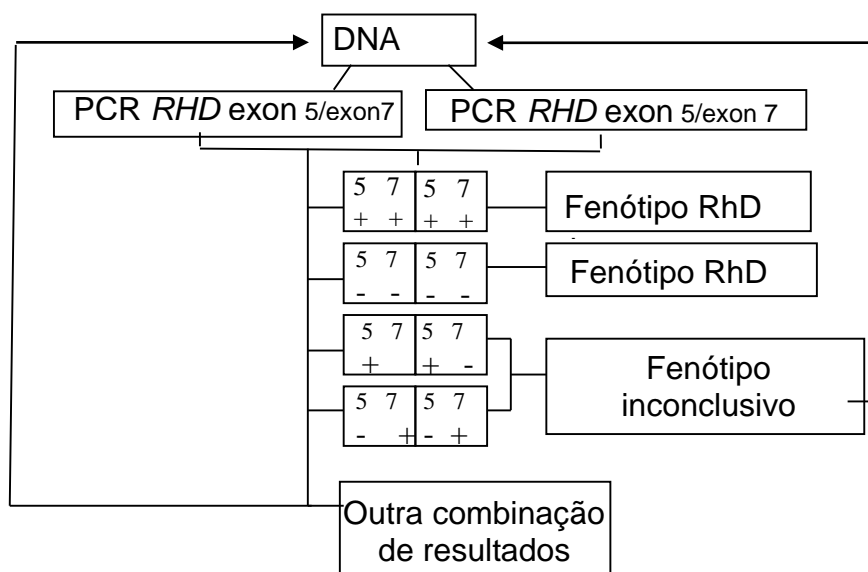 DNA
PCR RHD exon 5/exon7
PCR RHD exon 5/exon 7
5 7 5 7
+ + + +
Fenótipo RhD
5 7 5 7
- - - -
Fenótipo RhD
5 7 5 7
+ + -
5 7 5 7
- + - +
Fenótipo
inconclusivo
Outra combinação
de resultados